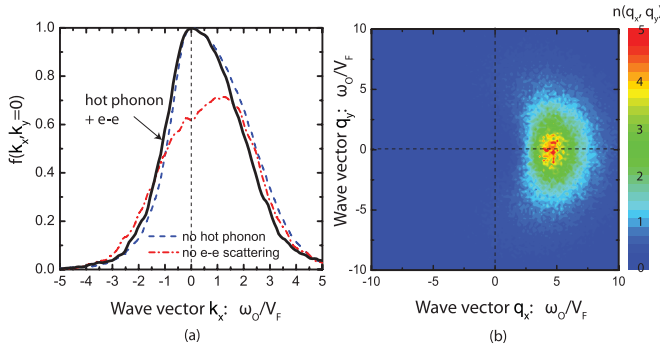 f(kx,ky=0)
1.0
0.8
0.6
0.4
0.2
0.0
hot phonon
+ e-e
no hot phonon
no e-e scattering
-5 -4 -3 -2 -1 0 1 2 3 4 5
Wave vector kx: ωO/VF
(a)
Wave vector qy: ωO/VF
10
5
0
-5
-10
-10 -5 0 5 10
Wave vector qx: ωO/VF
(b)
n(qx, qy)
5
4
3
2
1
0